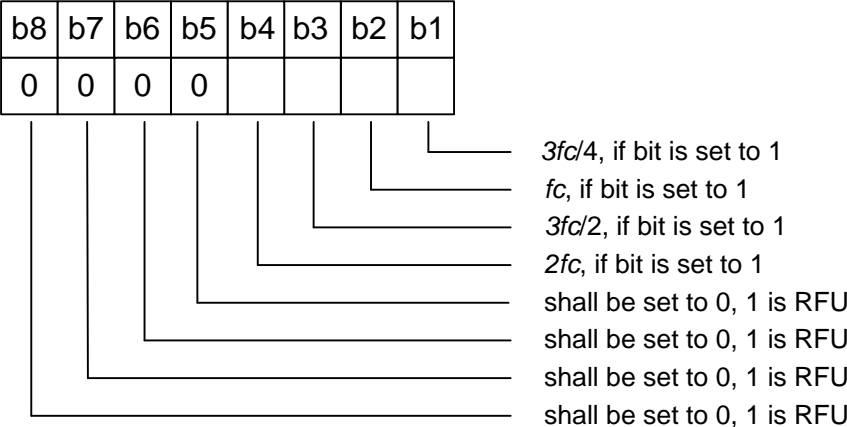 b8 b7 b6 b5 b4 b3 b2 b1
0 0 0 0
3fc/4, if bit is set to 1
fc, if bit is set to 1
3fc/2, if bit is set to 1
2fc, if bit is set to 1
shall be set to 0, 1 is RFU
shall be set to 0, 1 is RFU
shall be set to 0, 1 is RFU
shall be set to 0, 1 is RFU